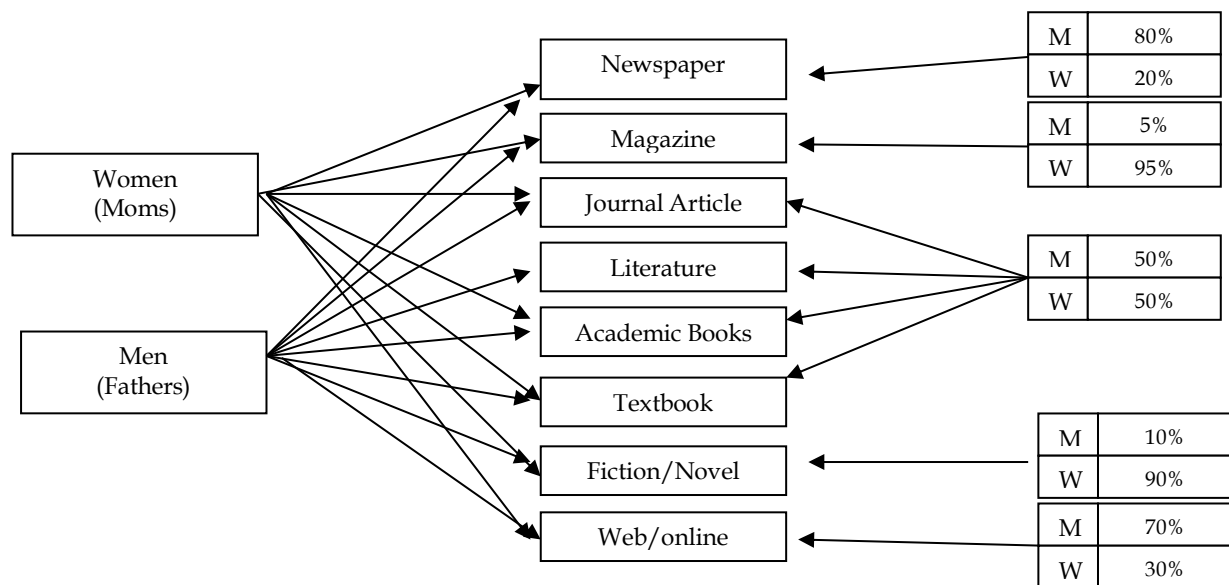 Women
(Moms)
Men
(Fathers)
Newspaper
Magazine
Journal Article
Literature
Academic Books
Textbook
Fiction/Novel
Web/online
M 80%
W 20%
M 5%
W 95%
M 50%
W 50%
M 10%
W 90%
M 70%
W 30%